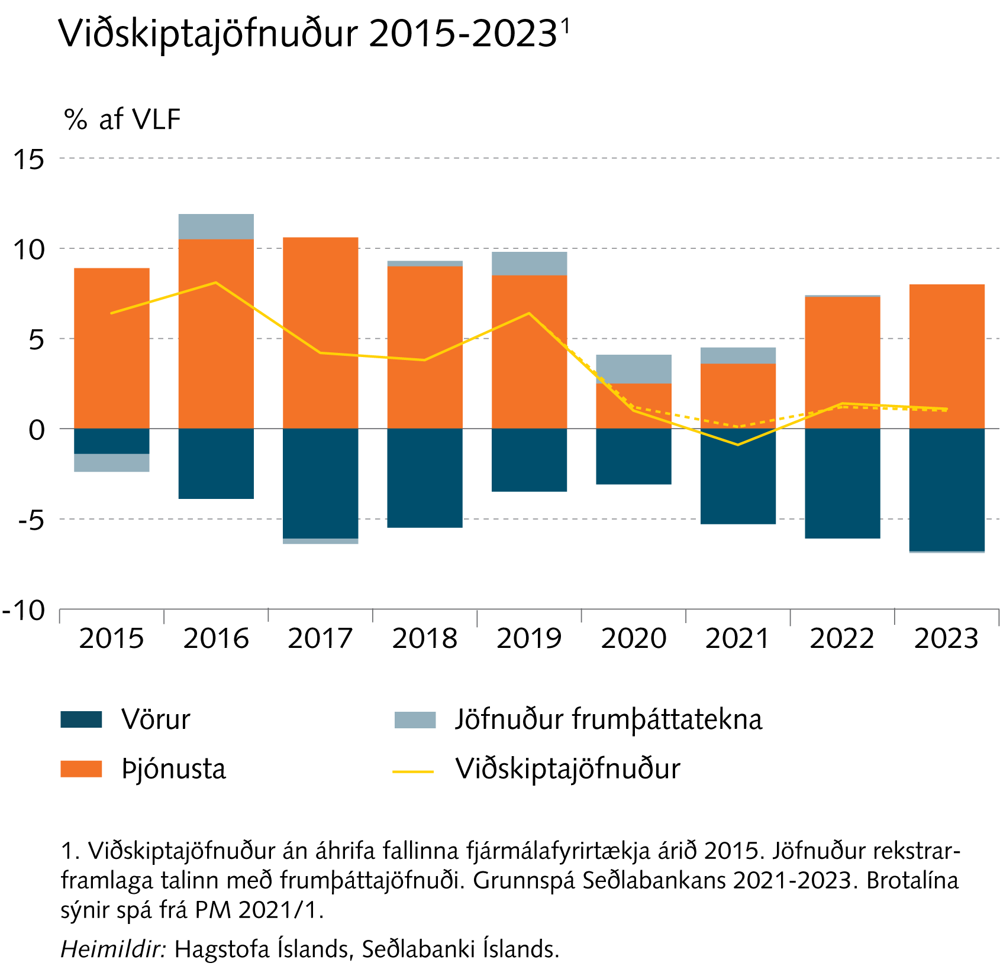 Viðskiptajöfnuður 2015-2023¹
% af VLF
15
10
5
0
-5
-10
2015 2016 2017 2018 2019 2020 2021 2022 2023
Vörur
Jöfnuður frumþáttatekna
Þjónusta
Viðskiptajöfnuður
1. Viðskiptajöfnuður án áhrifa fallinna fjármálafyrirtækja árið 2015. Jöfnuður rekstrar-
framlaga talinn með frumþáttajöfnuði. Grunnspá Seðlabankans 2021-2023. Brotalína
sýnir spá frá PM 2021/1.
Heimildir: Hagstofa Íslands, Seðlabanki Íslands.